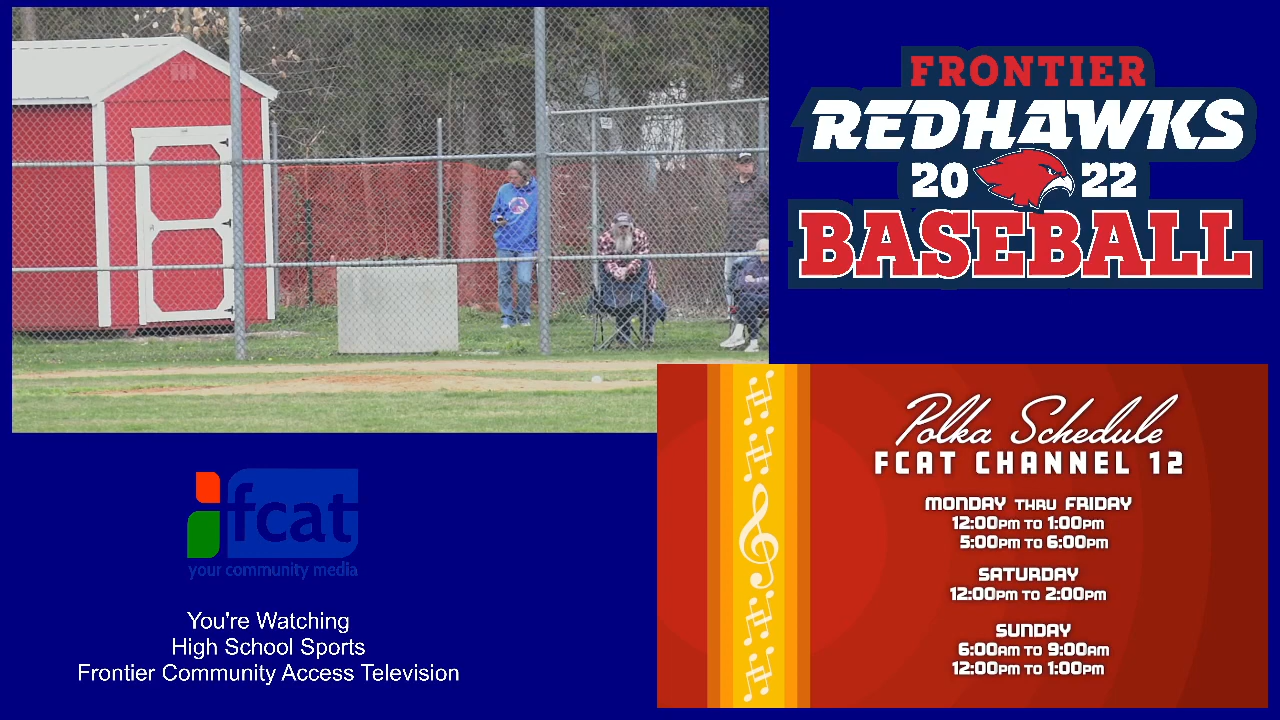 FRONTIER
REDHAWKS
20 22
BASEBALL
Polka Schedule
FCAT CHANNEL 12
MONDAY THRU FRIDAY
12:00PM TO 1:00PM
5:00PM TO 6:00PM
SATURDAY
12:00PM TO 2:00PM
SUNDAY
6:00AM TO 9:00AM
12:00PM TO 1:00PM
fcat
your community media
You're Watching
High School Sports
Frontier Community Access Television